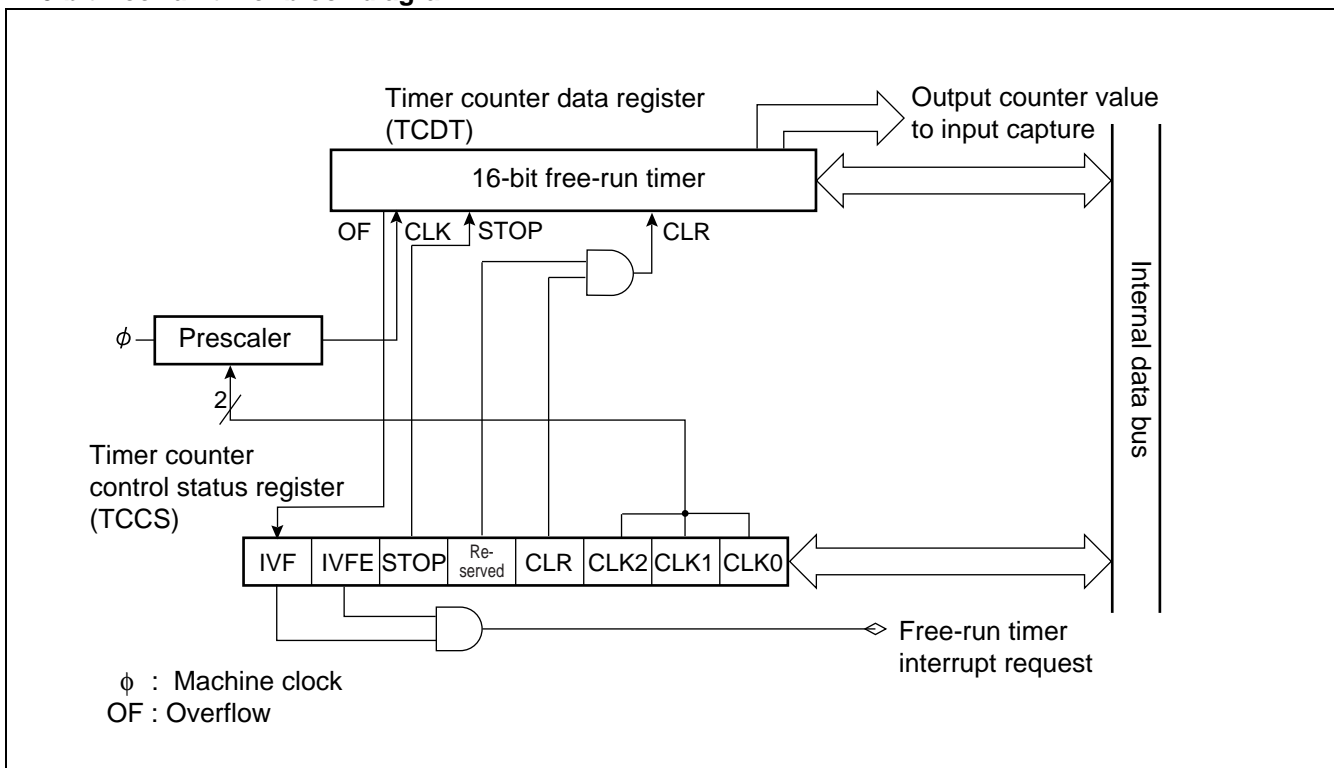 Timer counter data register
(TCDT)
Output counter value
to input capture
16-bit free-run timer
OF
CLK
STOP
CLR
Internal data bus
ϕ
Prescaler
2
Timer counter
control status register
(TCCS)
IVF
IVFE
STOP
Re-
served
CLR
CLK2
CLK1
CLK0
Free-run timer
interrupt request
ϕ : Machine clock
OF : Overflow